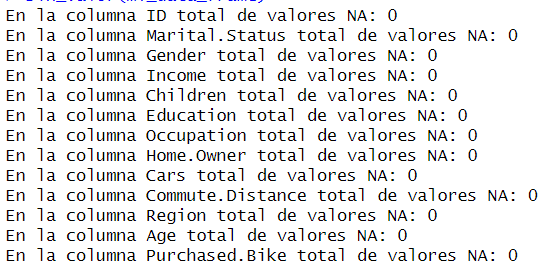 En la columna ID total de valores NA: 0
En la columna Marital.Status total de valores NA: 0
En la columna Gender total de valores NA: 0
En la columna Income total de valores NA: 0
En la columna Children total de valores NA: 0
En la columna Education total de valores NA: 0
En la columna Occupation total de valores NA: 0
En la columna Home.Owner total de valores NA: 0
En la columna Cars total de valores NA: 0
En la columna Commute.Distance total de valores NA: 0
En la columna Region total de valores NA: 0
En la columna Age total de valores NA: 0
En la columna Purchased.Bike total de valores NA: 0